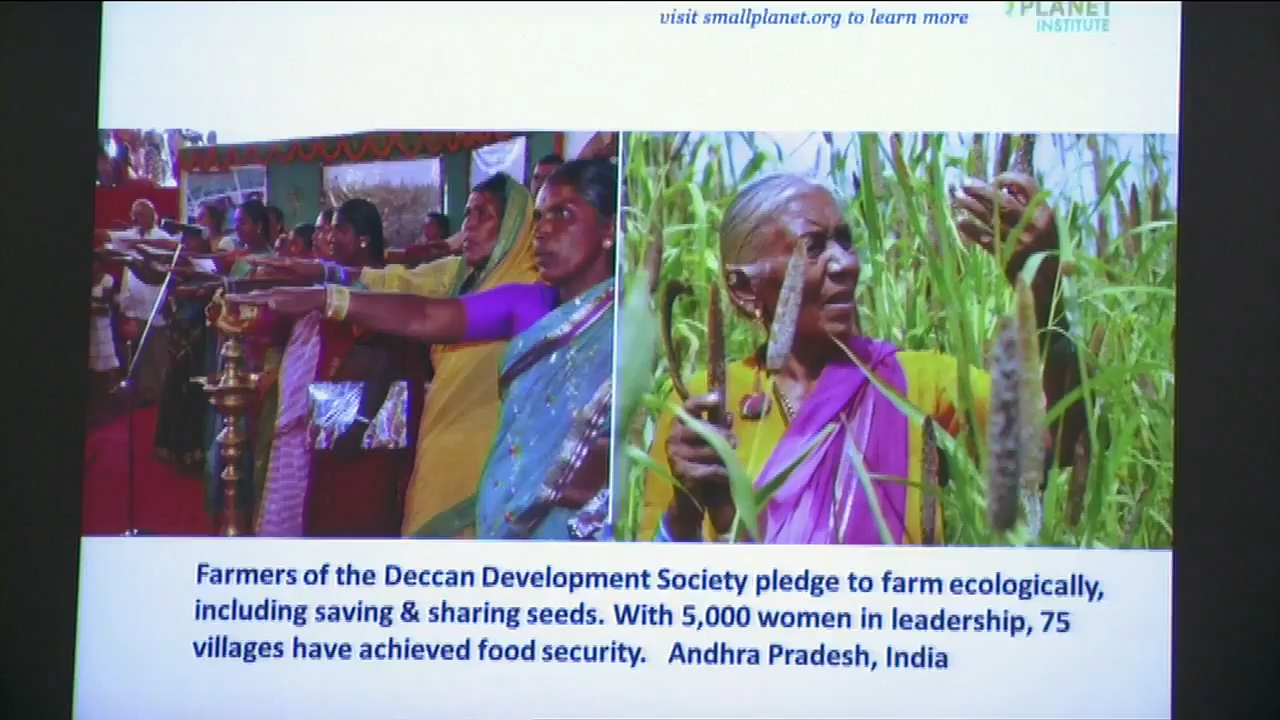 visit smallplanet.org to learn more
PLANET
INSTITUTE
Farmers of the Deccan Development Society pledge to farm ecologically,
including saving & sharing seeds. With 5,000 women in leadership, 75
villages have achieved food security. Andhra Pradesh, India